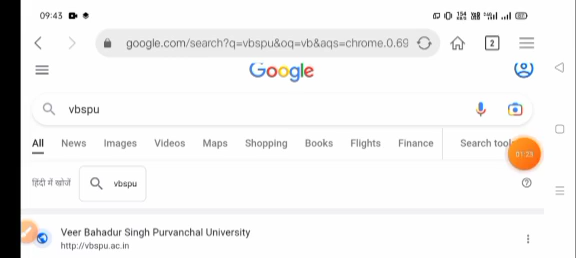 09:43
google.com/search?q=vbspu&oq=vb&aqs=chrome.0.69
2
Google
vbspu
All News Images Videos Maps Shopping Books Flights Finance Search tool
01:29
हिंदी में खोजें vbspu
Veer Bahadur Singh Purvanchal University
http://vbspu.ac.in